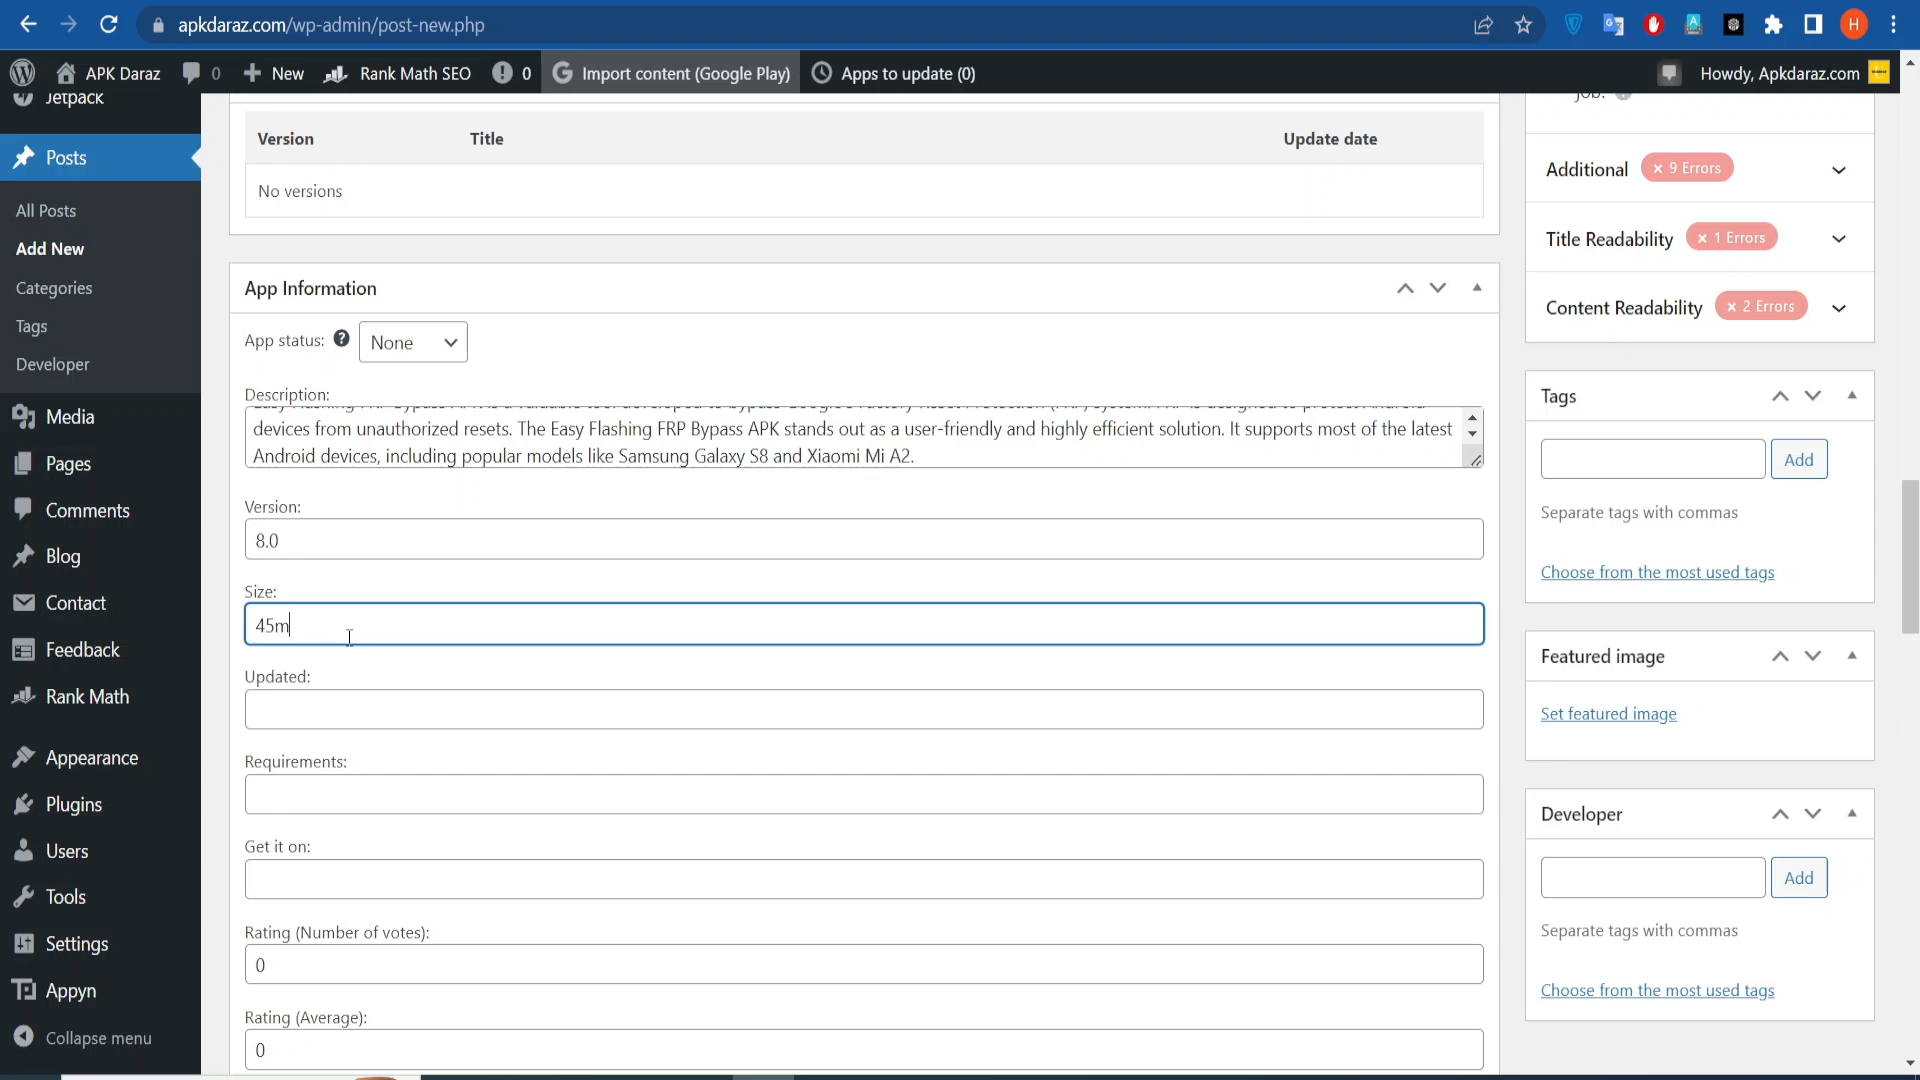 apkdaraz.com/wp-admin/post-new.php
H
APK Daraz
0
New
Rank Math SEO
0
Import content (Google Play)
Apps to update (0)
Howdy, Apkdaraz.com
Jetpack
Posts
All Posts
Add New
Categories
Tags
Developer
Media
Pages
Comments
Blog
Contact
Feedback
Rank Math
Appearance
Plugins
Users
Tools
Settings
Appyn
Collapse menu
Version Title Update date
No versions
App Information
App status: None
Description:
devices from unauthorized resets. The Easy Flashing FRP Bypass APK stands out as a user-friendly and highly efficient solution. It supports most of the latest
Android devices, including popular models like Samsung Galaxy S8 and Xiaomi Mi A2.
Version:
8.0
Size:
45m
Updated:
Requirements:
Get it on:
Rating (Number of votes):
0
Rating (Average):
0
Additional × 9 Errors
Title Readability × 1 Errors
Content Readability × 2 Errors
Tags
Add
Separate tags with commas
Choose from the most used tags
Featured image
Set featured image
Developer
Add
Separate tags with commas
Choose from the most used tags